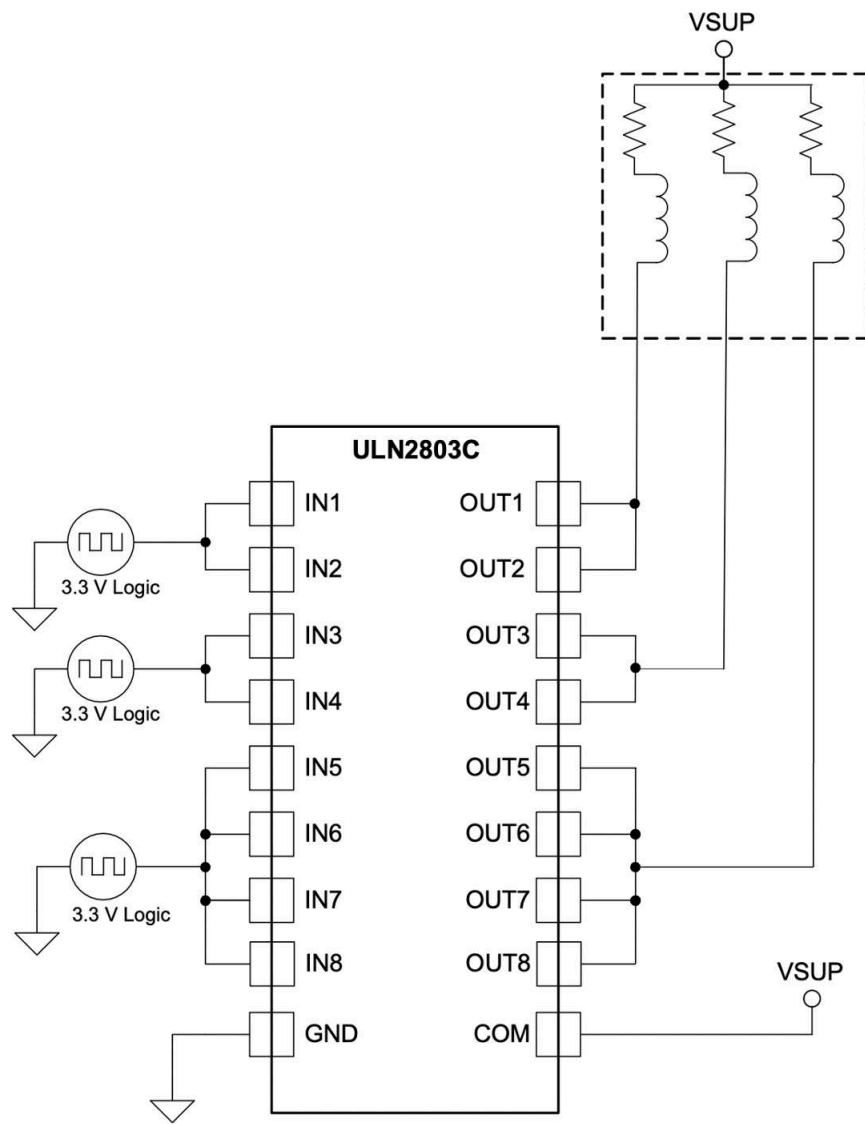 VSUP
ULN2803C
IN1 OUT1
3.3 V Logic
IN2 OUT2
IN3 OUT3
3.3 V Logic
IN4 OUT4
IN5 OUT5
IN6 OUT6
3.3 V Logic
IN7 OUT7
IN8 OUT8
VSUP
GND COM